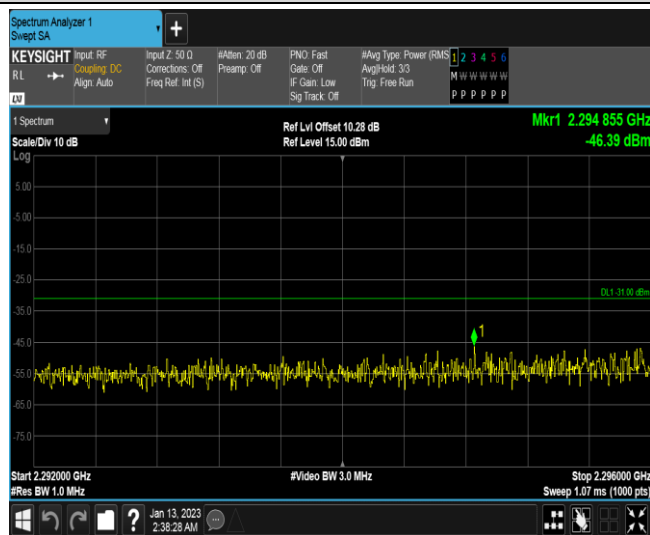 Spectrum Analyzer 1
Swept SA
+
KEYSIGHT
RL
LXI
Input: RF
Coupling: DC
Align: Auto
Input Z: 50 Ω
Corrections: Off
Freq Ref: Int (S)
#Atten: 20 dB
Preamp: Off
PNO: Fast
Gate: Off
IF Gain: Low
Sig Track: Off
#Avg Type: Power (RMS
Avg|Hold: 3/3
Trig: Free Run
1 2 3 4 5 6
M W W W W W
P P P P P P
1 Spectrum
Scale/Div 10 dB
Log
Ref Lvl Offset 10.28 dB
Ref Level 15.00 dBm
Mkr1 2.294 855 GHz
-46.39 dBm
5.00
-5.00
-15.0
-25.0
DL1 -31.00 dBm
-35.0
1
-45.0
-55.0
-65.0
-75.0
Start 2.292000 GHz
#Res BW 1.0 MHz
#Video BW 3.0 MHz
Stop 2.296000 GHz
Sweep 1.07 ms (1000 pts)
?
Jan 13, 2023
2:38:28 AM